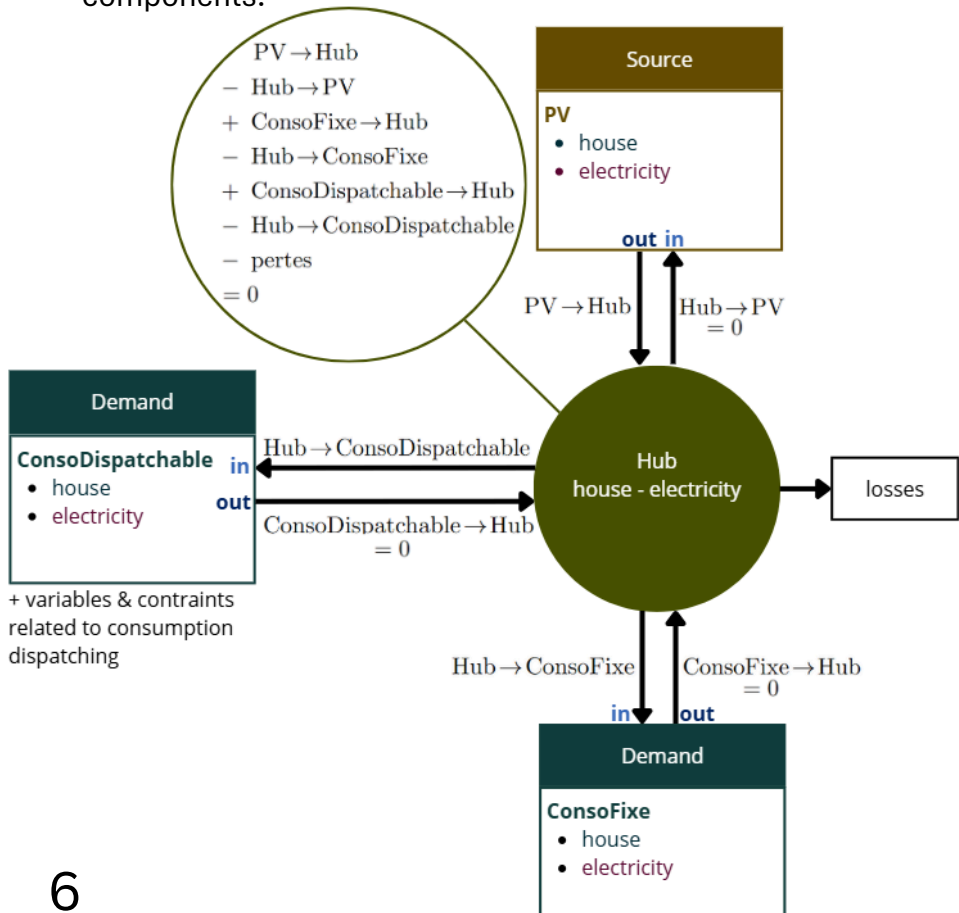 components:
PV → Hub
− Hub → PV
+ ConsoFixe → Hub
− Hub → ConsoFixe
+ ConsoDispatchable → Hub
− Hub → ConsoDispatchable
− pertes
= 0
Source
PV
• house
• electricity
out in
PV → Hub
Hub → PV
= 0
Demand
ConsoDispatchable
• house
• electricity
in
out
+ variables & contraints
related to consumption
dispatching
Hub → ConsoDispatchable
ConsoDispatchable → Hub
= 0
Hub
house - electricity
losses
Hub → ConsoFixe
ConsoFixe → Hub
= 0
in out
Demand
ConsoFixe
• house
• electricity
6